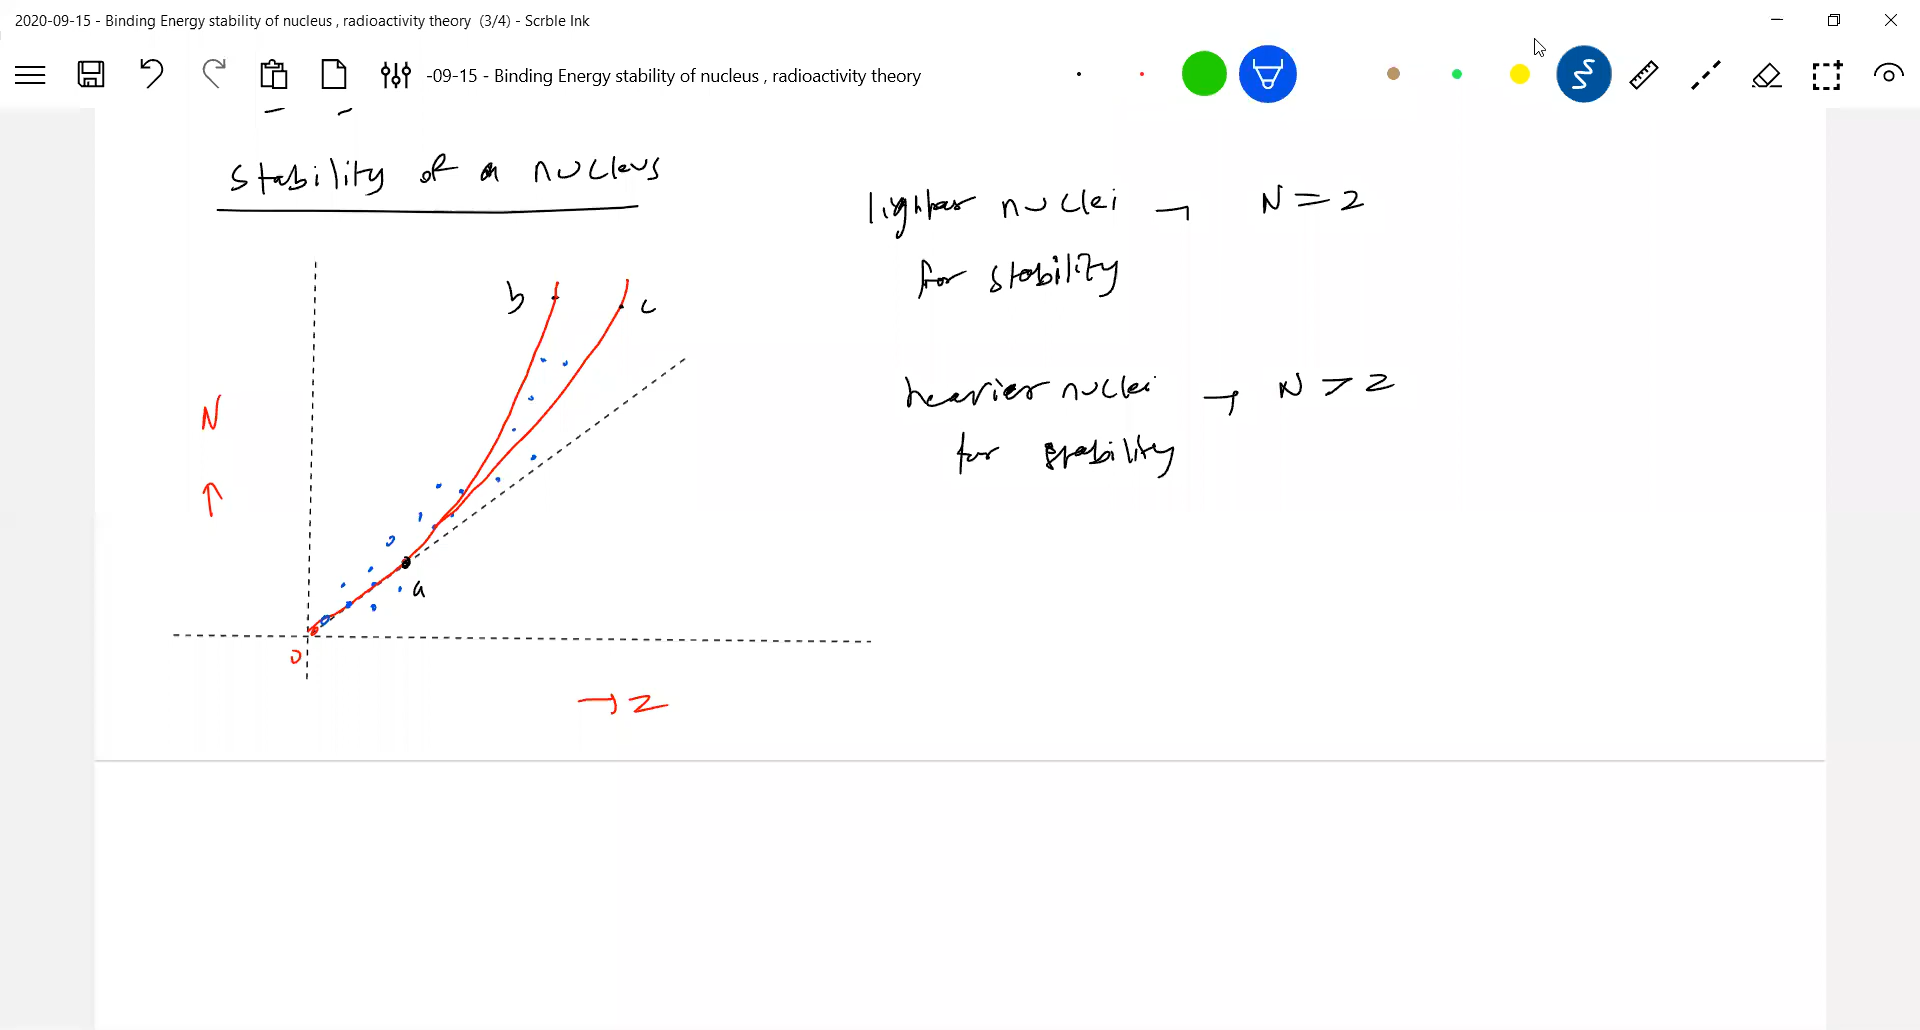 2020-09-15 - Binding Energy stability of nucleus , radioactivity theory (3/4) - Scrble Ink
-09-15 - Binding Energy stability of nucleus , radioactivity theory
stability of a nucleus
lighter nuclei → N = Z
for stability
b
c
heavier nuclei → N > Z
for stability
N
↑
a
O
→ Z